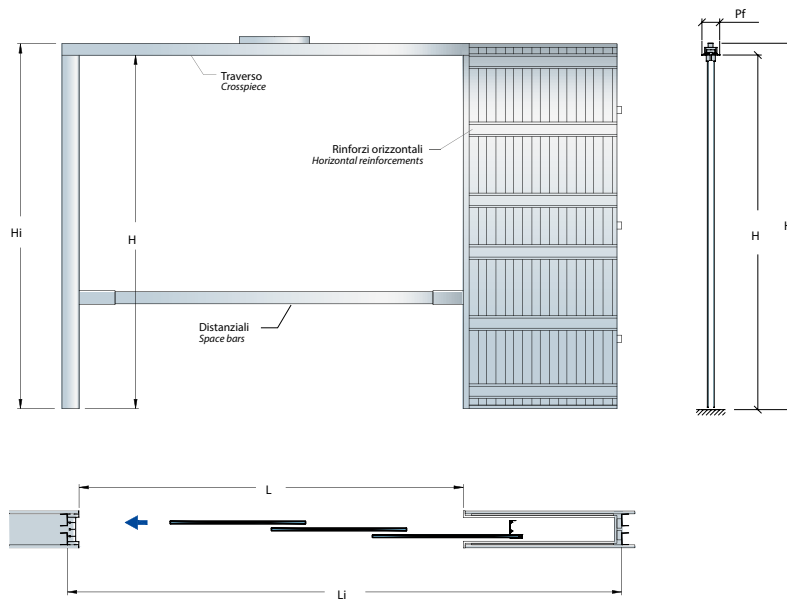 Pf
Traverso
Crosspiece
Rinforzi orizzontali
Horizontal reinforcements
Hi
H
H
Distanziali
Space bars
L
Li